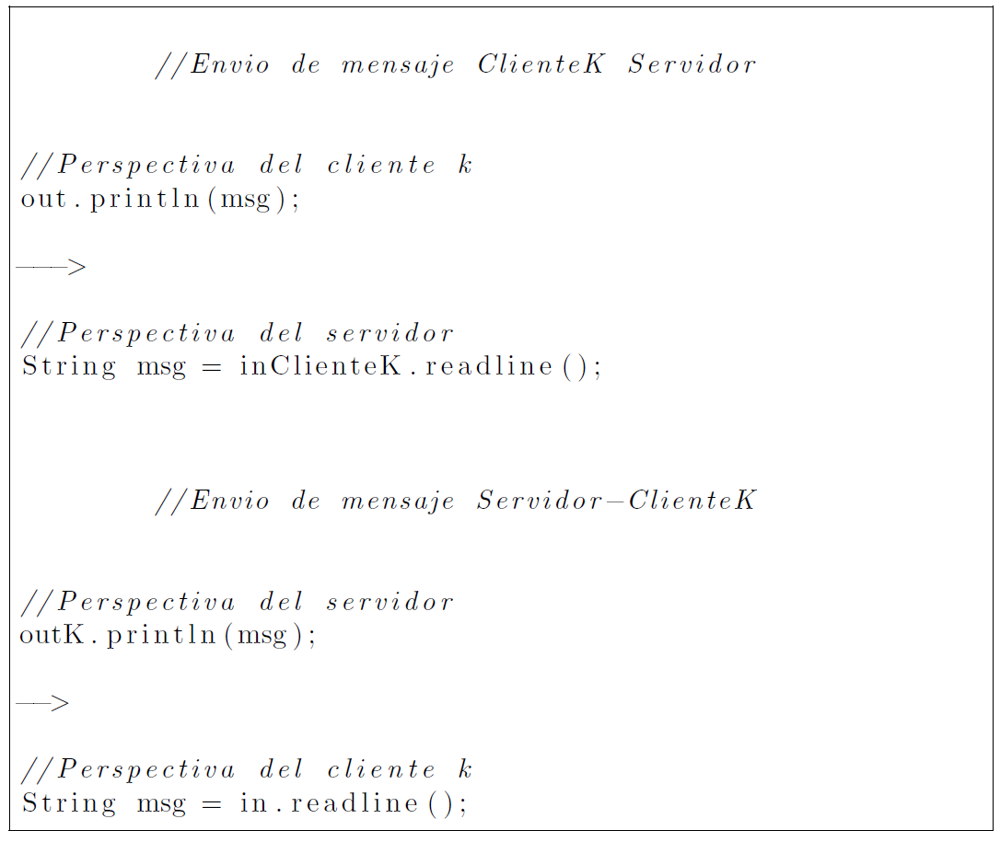 //Envio de mensaje ClienteK Servidor
//Perspectiva del cliente k
out.println(msg);
——>
//Perspectiva del servidor
String msg = inClienteK.readline();
//Envio de mensaje Servidor–ClienteK
//Perspectiva del servidor
outK.println(msg);
—>
//Perspectiva del cliente k
String msg = in.readline();